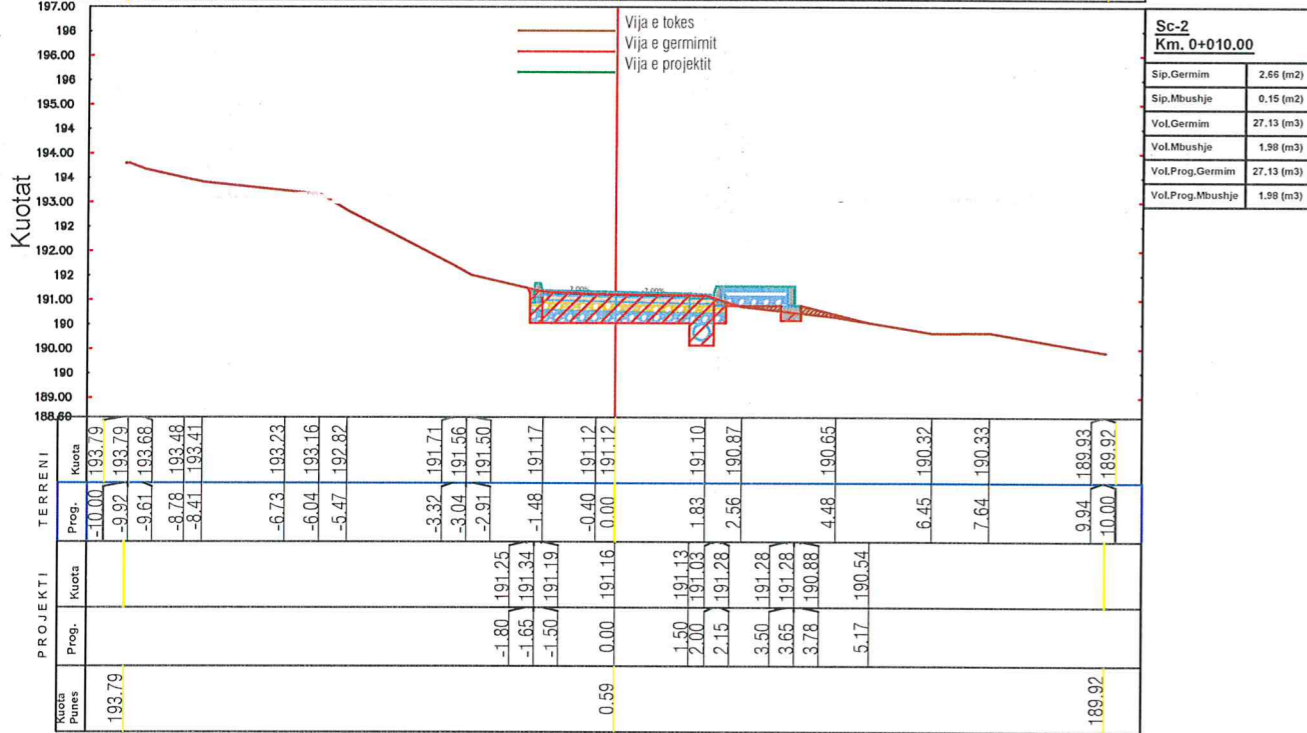 197.00
196
196.00
196
195.00
194
194.00
194
193.00
192
192.00
192
191.00
190
190.00
190
189.00
188.60
Kuotat
Vija e tokes
Vija e germimit
Vija e projektit
3.00% 3.00%
Sc-2
Km. 0+010.00
Sip.Germim 2.66 (m2)
Sip.Mbushje 0.15 (m2)
Vol.Germim 27.13 (m3)
Vol.Mbushje 1.98 (m3)
Vol.Prog.Germim 27.13 (m3)
Vol.Prog.Mbushje 1.98 (m3)
TERRENI
Kuota 193.79 193.79 193.68 193.48 193.41 193.23 193.16 192.82 191.71 191.56 191.50 191.17 191.12 191.12 191.10 190.87 190.65 190.32 190.33 189.93 189.92
Prog. -10.00 -9.92 -9.61 -8.78 -8.41 -6.73 -6.04 -5.47 -3.32 -3.04 -2.91 -1.48 -0.40 0.00 1.83 2.56 4.48 6.45 7.64 9.94 10.00
PROJEKTI
Kuota 191.25 191.34 191.19 191.16 191.13 191.03 191.28 191.28 191.28 190.88 190.54
Prog. -1.80 -1.65 -1.50 0.00 1.50 2.00 2.15 3.50 3.65 3.78 5.17
Kuota Punes 193.79 0.59 189.92